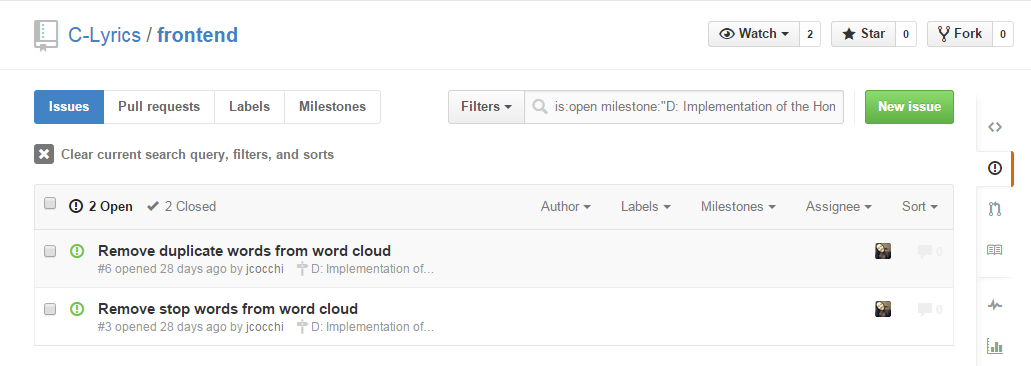 C-Lyrics / frontend
Watch 2 Star 0 Fork 0
Issues Pull requests Labels Milestones
Filters is:open milestone:"D: Implementation of the Hon
New issue
Clear current search query, filters, and sorts
2 Open 2 Closed Author Labels Milestones Assignee Sort
Remove duplicate words from word cloud
0
#6 opened 28 days ago by jcocchi D: Implementation of...
Remove stop words from word cloud
0
#3 opened 28 days ago by jcocchi D: Implementation of...